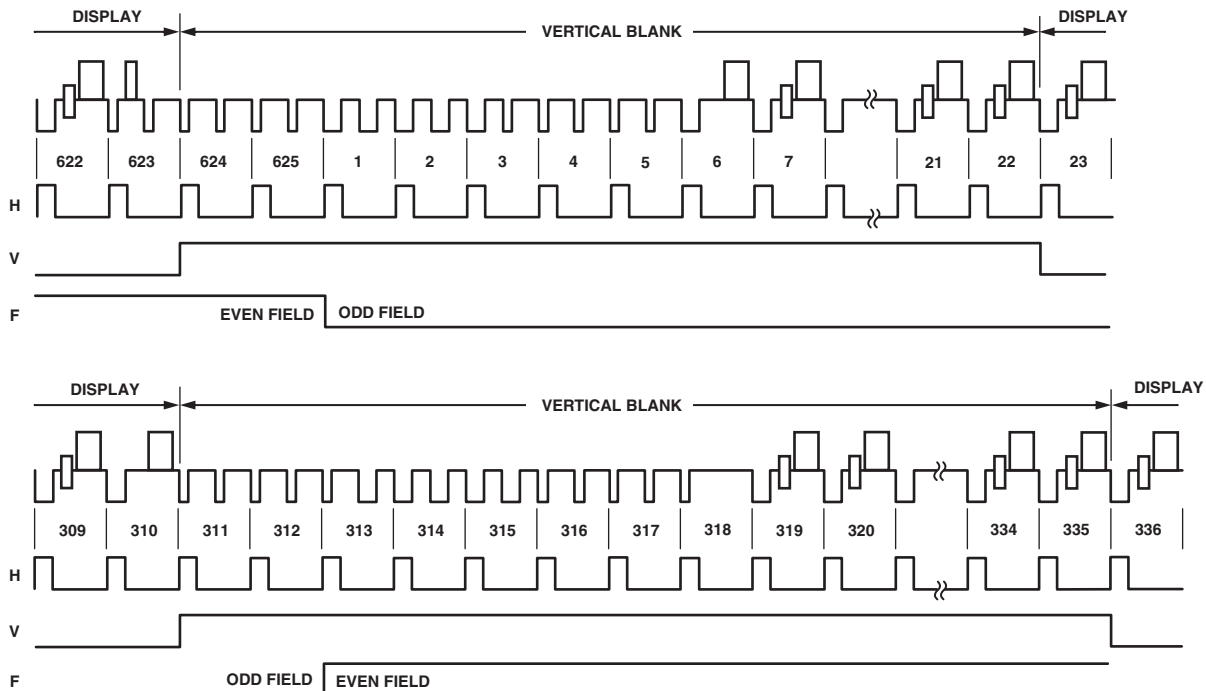 DISPLAY VERTICAL BLANK DISPLAY
622 623 624 625 1 2 3 4 5 6 7 21 22 23
H
V
F EVEN FIELD ODD FIELD
DISPLAY VERTICAL BLANK DISPLAY
309 310 311 312 313 314 315 316 317 318 319 320 334 335 336
H
V
F ODD FIELD EVEN FIELD